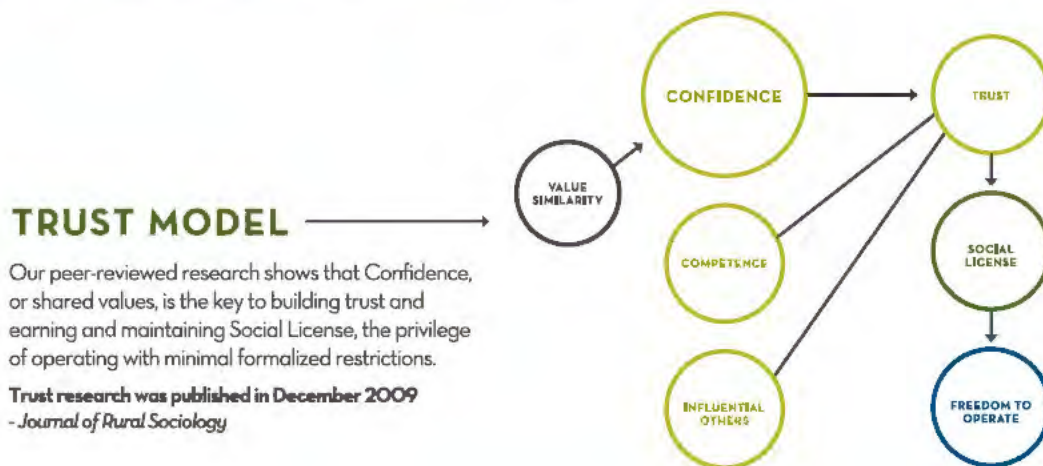 TRUST MODEL
Our peer-reviewed research shows that Confidence,
or shared values, is the key to building trust and
earning and maintaining Social License, the privilege
of operating with minimal formalized restrictions.
Trust research was published in December 2009
- Journal of Rural Sociology
VALUE
SIMILARITY
CONFIDENCE
TRUST
COMPETENCE
SOCIAL
LICENSE
INFLUENTIAL
OTHERS
FREEDOM TO
OPERATE